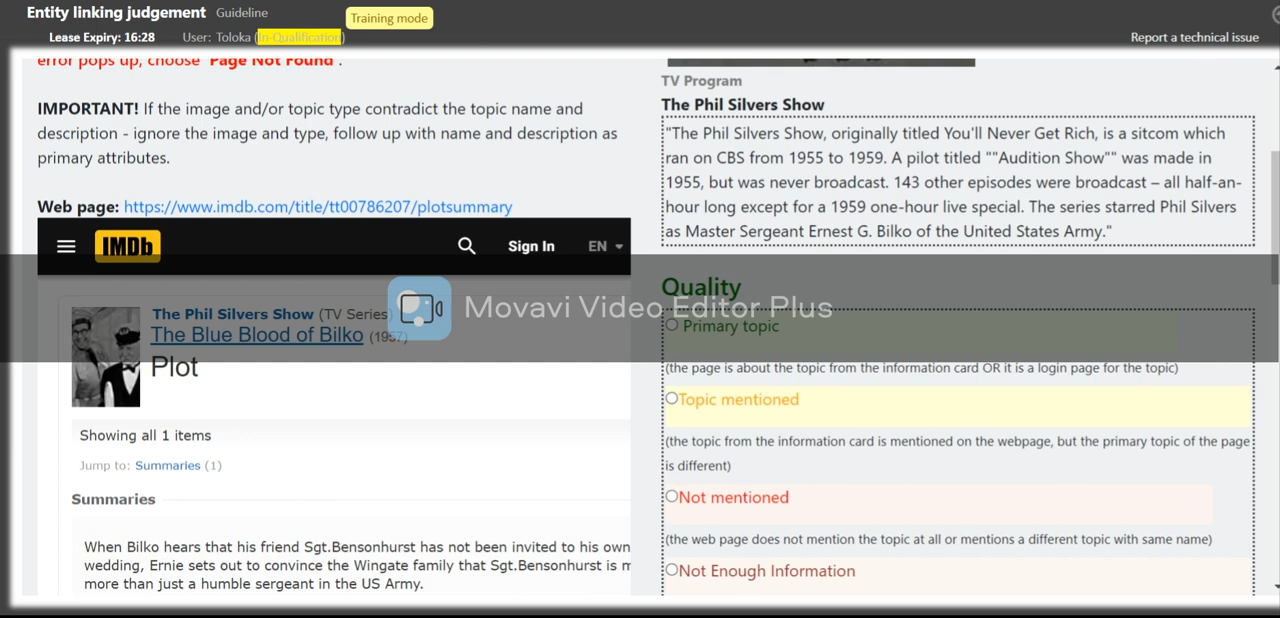 Entity linking judgement Guideline
Training mode
Lease Expiry: 16:28 User: Toloka (In-Qualification)
Report a technical issue
error pops up, choose "Page Not Found".
IMPORTANT! If the image and/or topic type contradict the topic name and
description - ignore the image and type, follow up with name and description as
primary attributes.
Web page: https://www.imdb.com/title/tt00786207/plotsummary
IMDb Sign In EN
The Phil Silvers Show (TV Series)
The Blue Blood of Bilko (1957)
Plot
Showing all 1 items
Jump to: Summaries (1)
Summaries
When Bilko hears that his friend Sgt.Bensonhurst has not been invited to his own
wedding, Ernie sets out to convince the Wingate family that Sgt.Bensonhurst is m
more than just a humble sergeant in the US Army.
TV Program
The Phil Silvers Show
"The Phil Silvers Show, originally titled You'll Never Get Rich, is a sitcom which
ran on CBS from 1955 to 1959. A pilot titled ""Audition Show"" was made in
1955, but was never broadcast. 143 other episodes were broadcast – all half-an-
hour long except for a 1959 one-hour live special. The series starred Phil Silvers
as Master Sergeant Ernest G. Bilko of the United States Army."
Quality
Movavi Video Editor Plus
Primary topic
(the page is about the topic from the information card OR it is a login page for the topic)
Topic mentioned
(the topic from the information card is mentioned on the webpage, but the primary topic of the page
is different)
Not mentioned
(the web page does not mention the topic at all or mentions a different topic with same name)
Not Enough Information